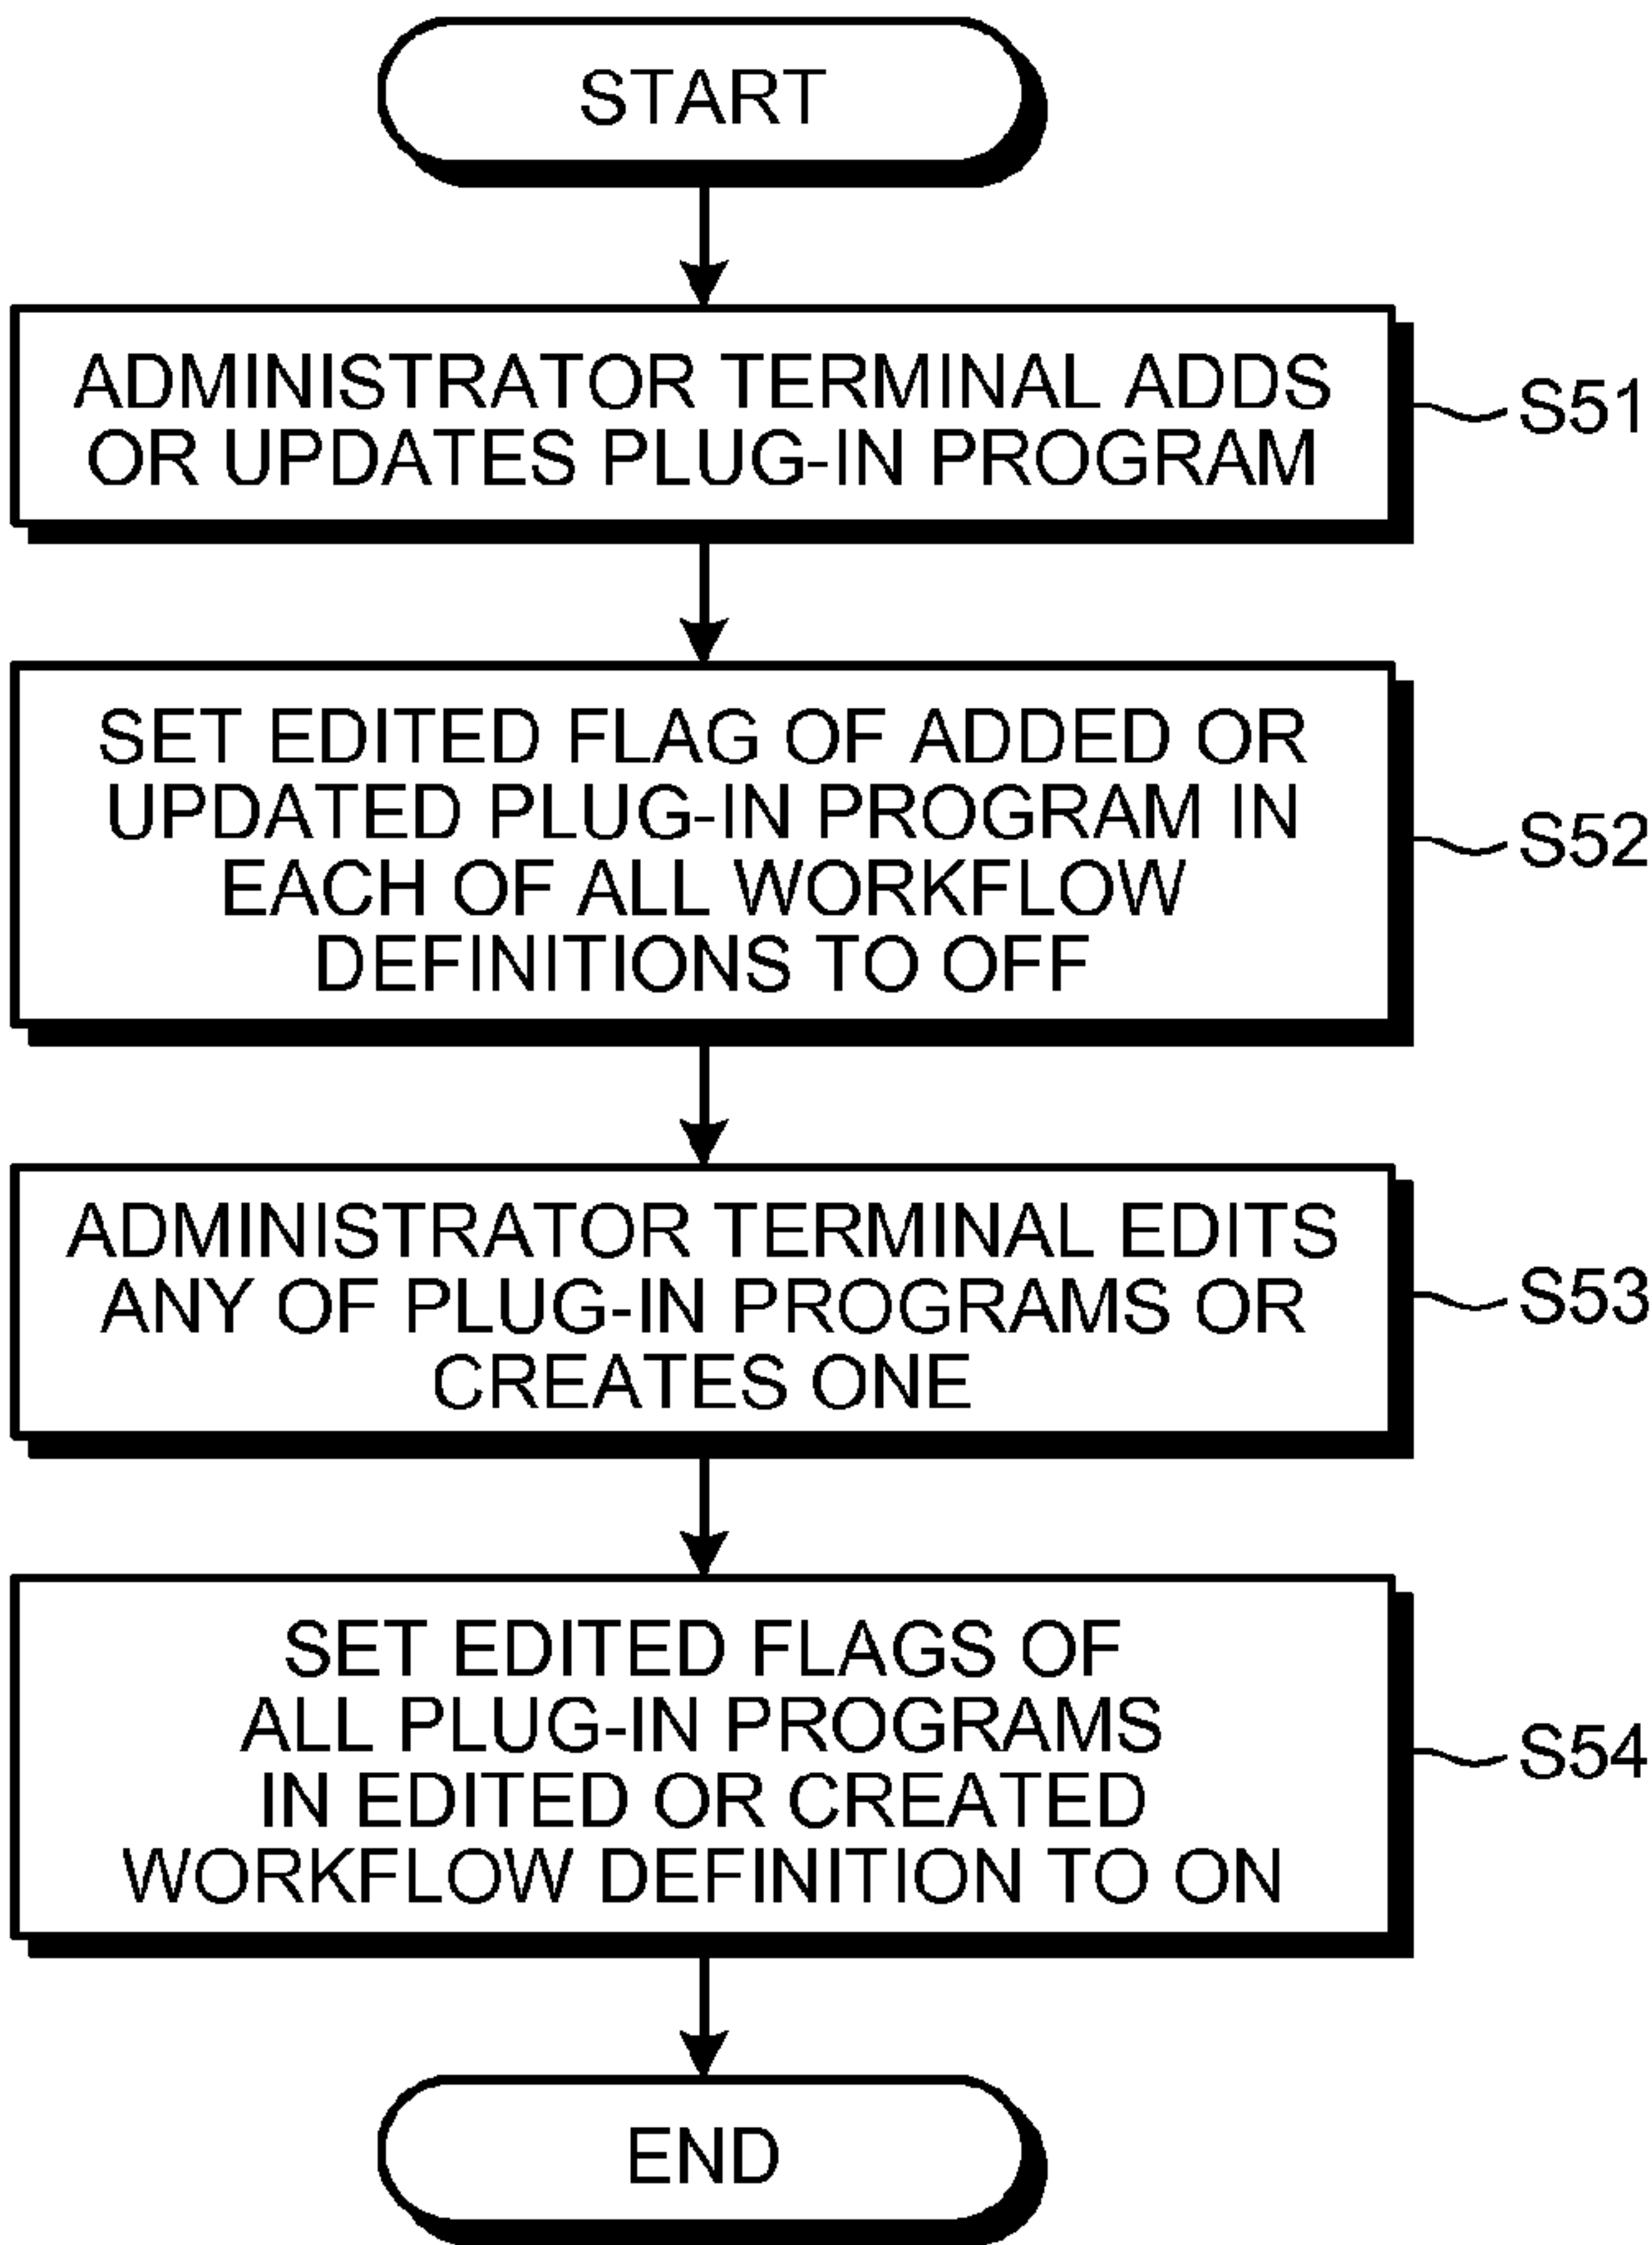 START
ADMINISTRATOR TERMINAL ADDS
OR UPDATES PLUG-IN PROGRAM
S51
SET EDITED FLAG OF ADDED OR
UPDATED PLUG-IN PROGRAM IN
EACH OF ALL WORKFLOW
DEFINITIONS TO OFF
S52
ADMINISTRATOR TERMINAL EDITS
ANY OF PLUG-IN PROGRAMS OR
CREATES ONE
S53
SET EDITED FLAGS OF
ALL PLUG-IN PROGRAMS
IN EDITED OR CREATED
WORKFLOW DEFINITION TO ON
S54
END